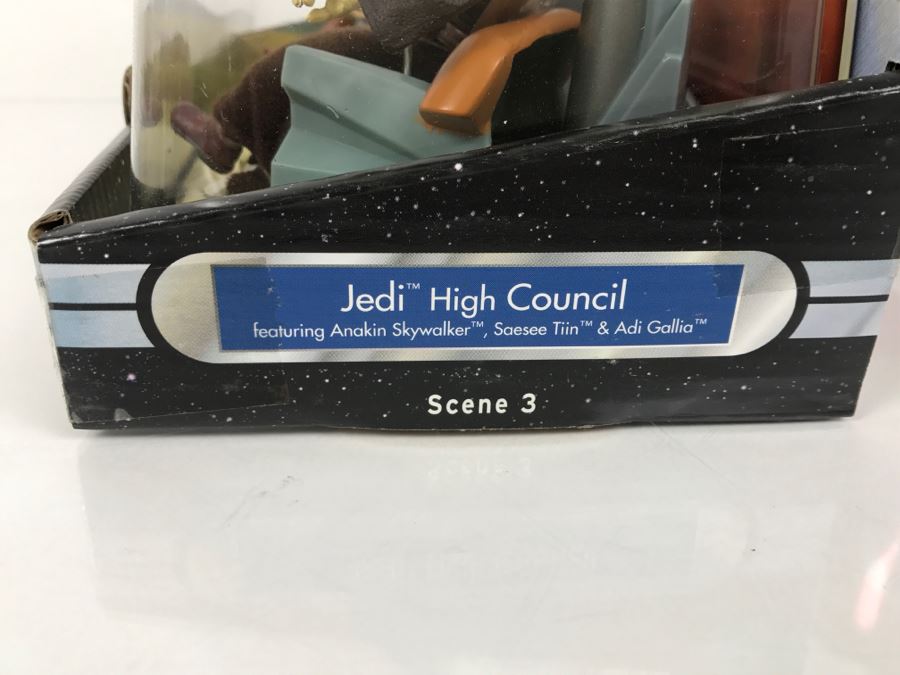 Jedi™ High Council
featuring Anakin Skywalker™, Saesee Tiin™ & Adi Gallia™
Scene 3